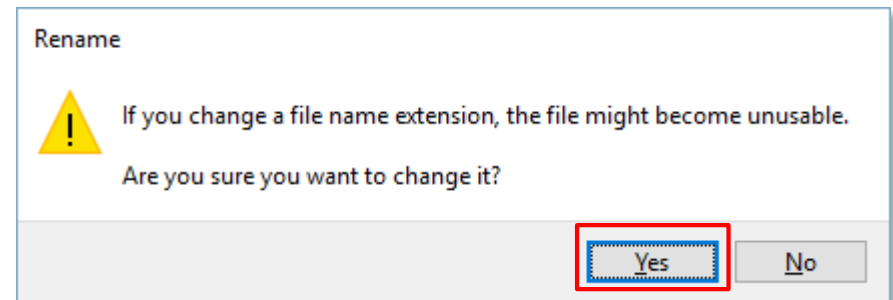 Rename
If you change a file name extension, the file might become unusable.
Are you sure you want to change it?
Yes No